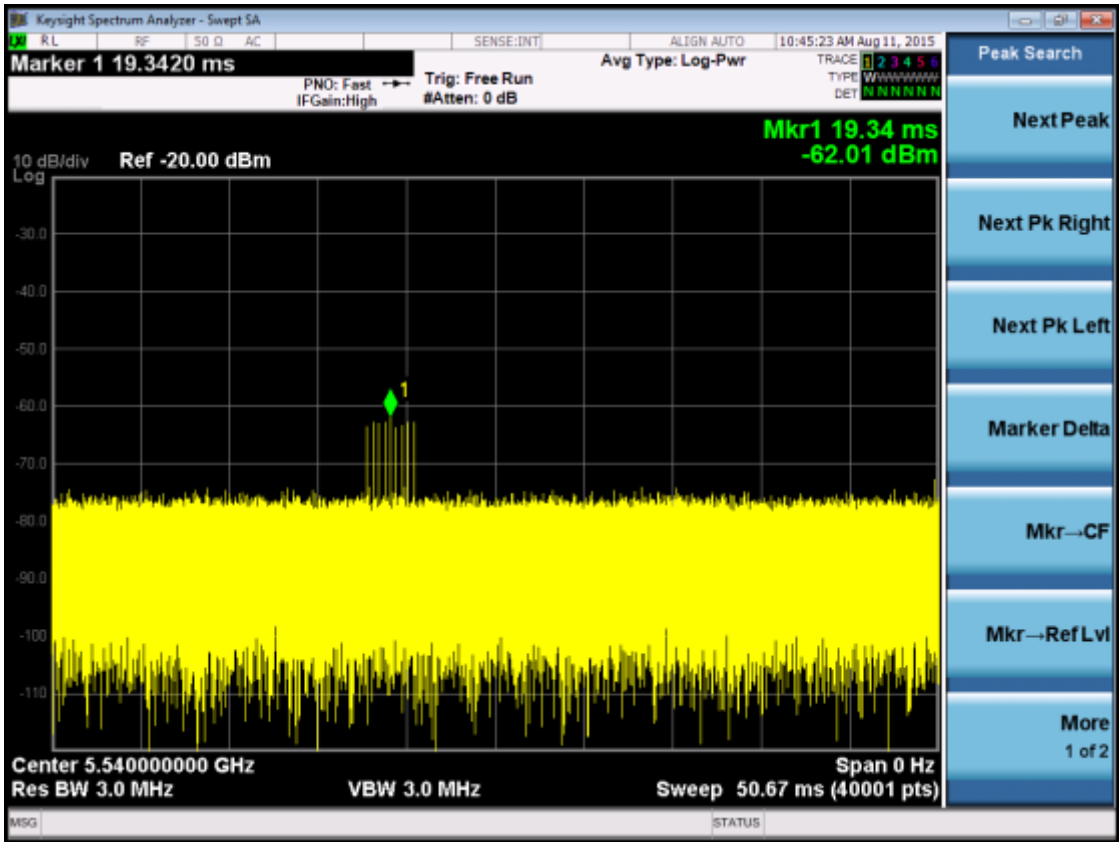 Keysight Spectrum Analyzer - Swept SA
LXI RL RF 50 Ω AC SENSE:INT ALIGN AUTO 10:45:23 AM Aug 11, 2015
Marker 1 19.3420 ms
PNO: Fast
IFGain:High
Trig: Free Run
#Atten: 0 dB
Avg Type: Log-Pwr
TRACE 1 2 3 4 5 6
TYPE WWWWWW
DET N N N N N N
Mkr1 19.34 ms
-62.01 dBm
10 dB/div Ref -20.00 dBm
Log
-30.0
-40.0
-50.0
-60.0
-70.0
-80.0
-90.0
-100
-110
1
Center 5.540000000 GHz Span 0 Hz
Res BW 3.0 MHz VBW 3.0 MHz Sweep 50.67 ms (40001 pts)
MSG STATUS
Peak Search
Next Peak
Next Pk Right
Next Pk Left
Marker Delta
Mkr→CF
Mkr→Ref Lvl
More
1 of 2